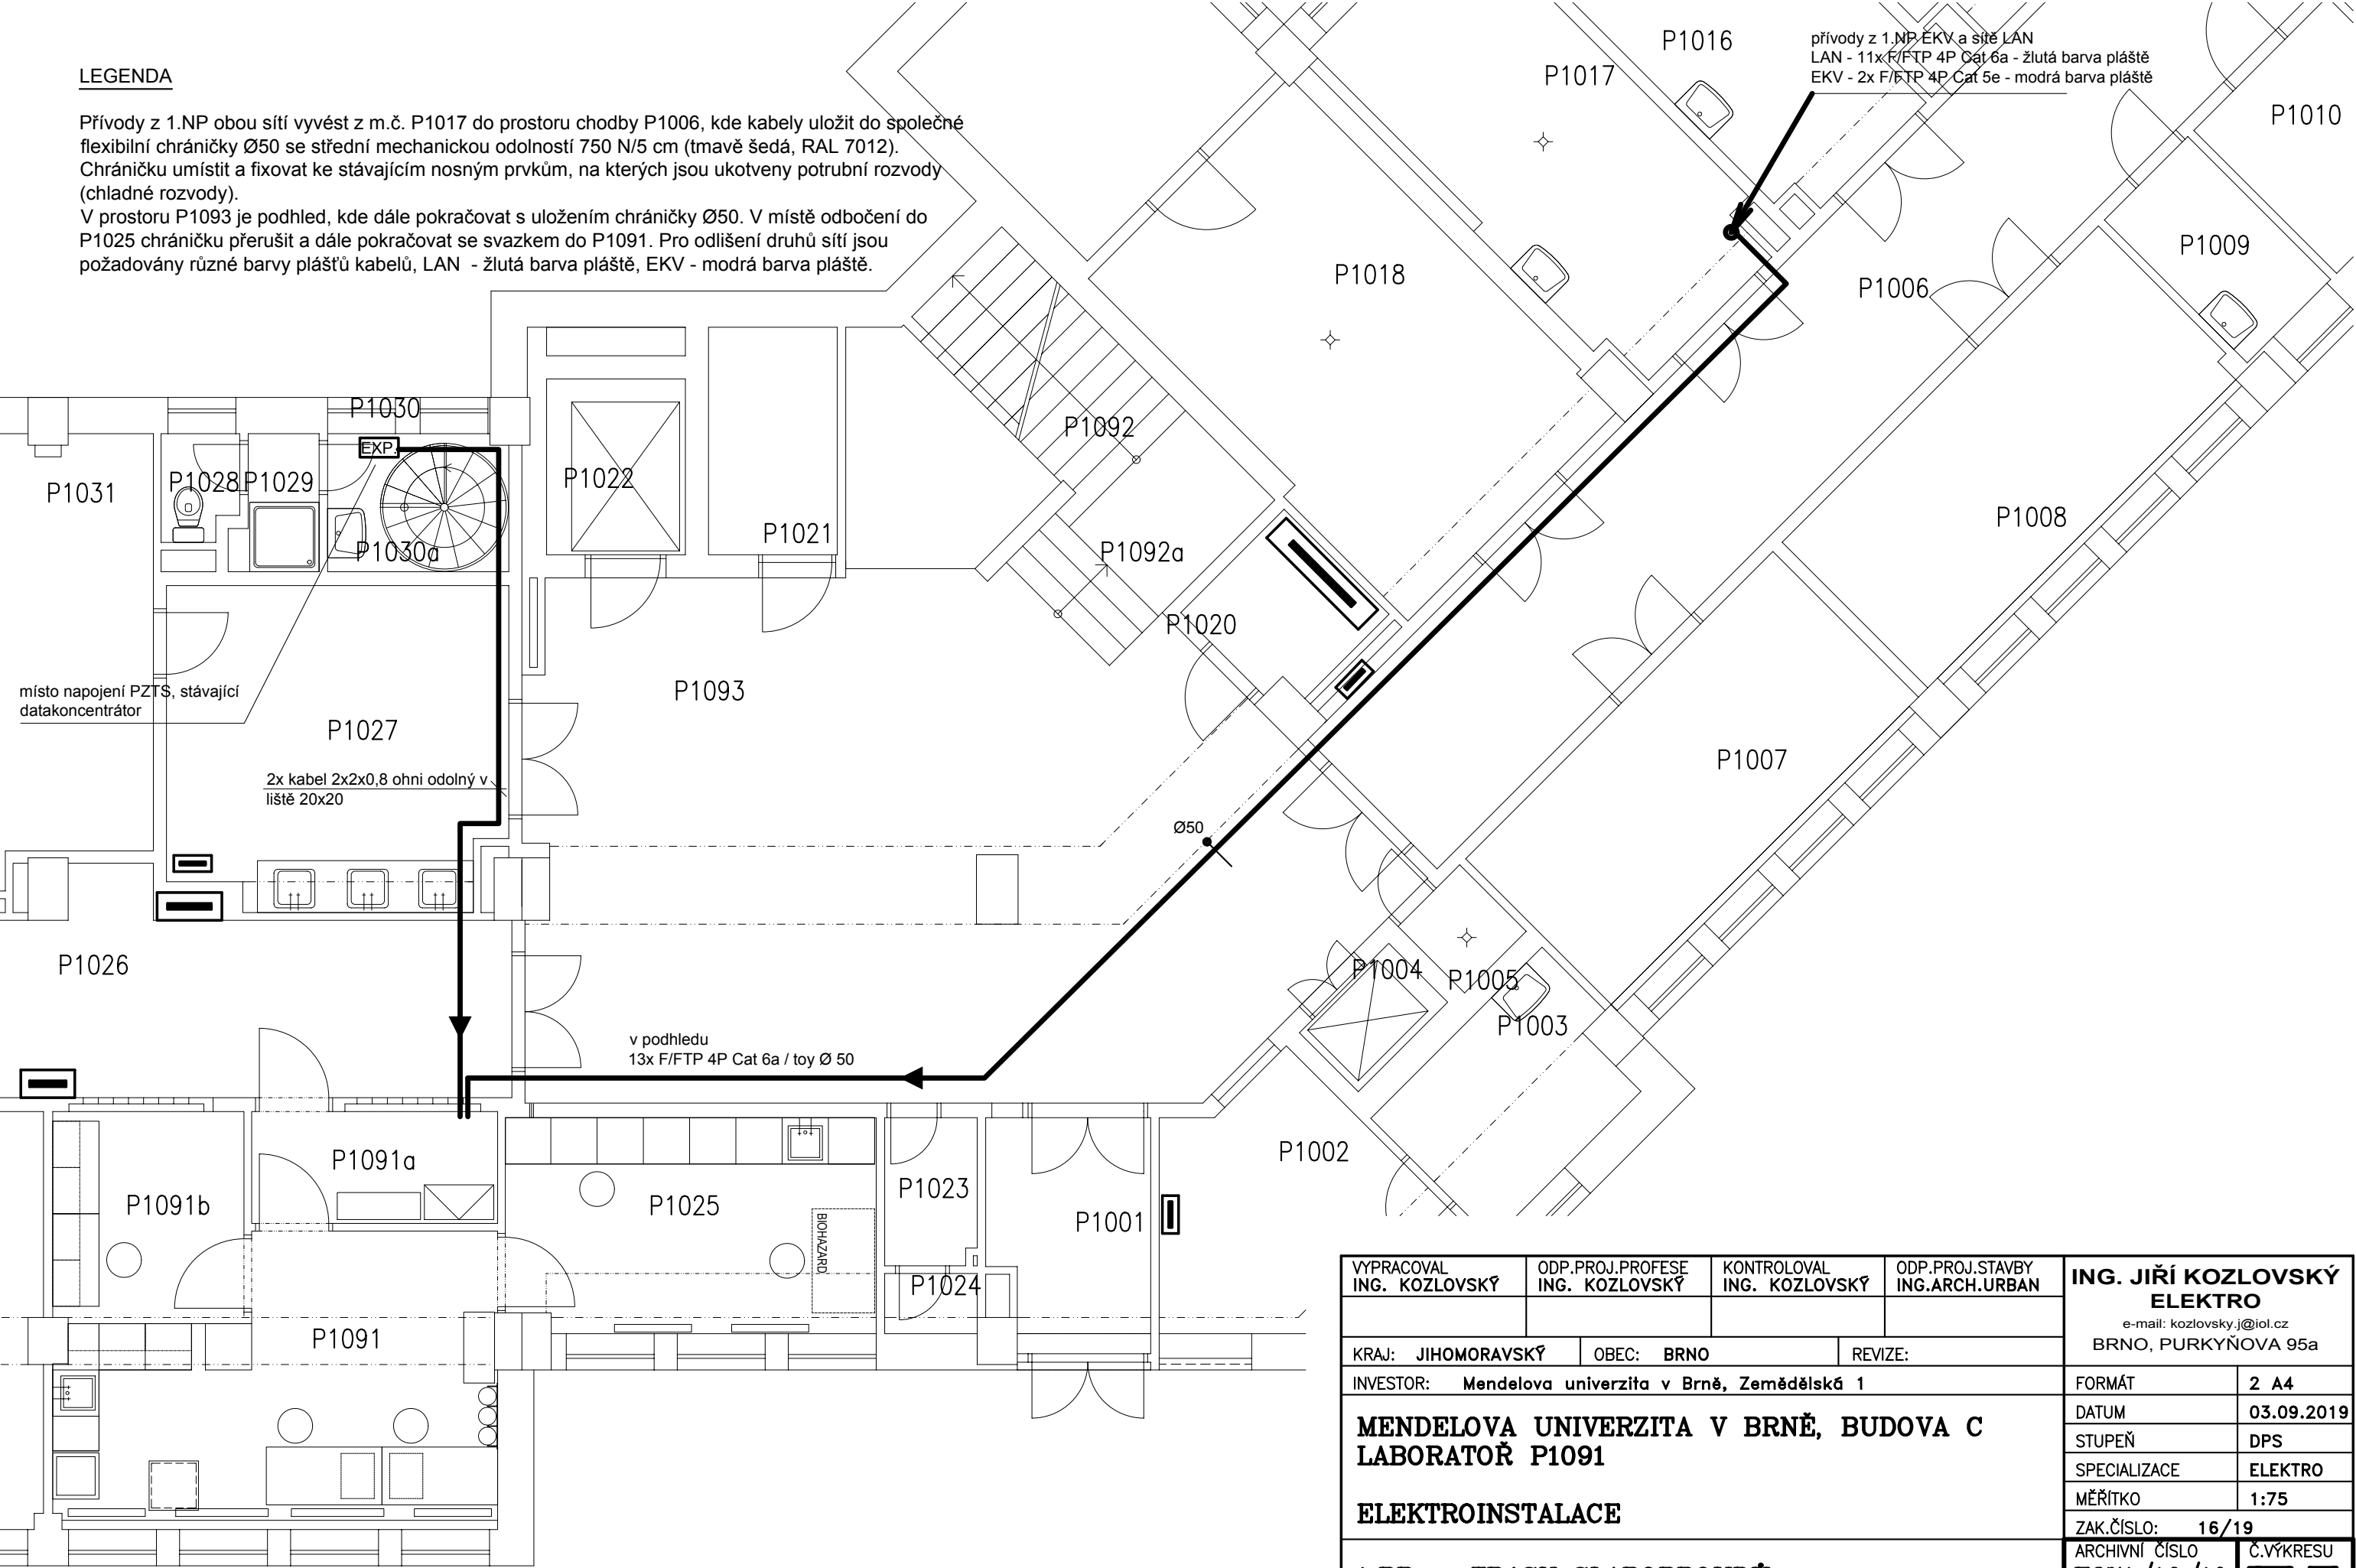 LEGENDA
Přívody z 1.NP obou sítí vyvést z m.č. P1017 do prostoru chodby P1006, kde kabely uložit do společné
flexibilní chráničky Ø50 se střední mechanickou odolností 750 N/5 cm (tmavě šedá, RAL 7012).
Chráničku umístit a fixovat ke stávajícím nosným prvkům, na kterých jsou ukotveny potrubní rozvody
(chladné rozvody).
V prostoru P1093 je podhled, kde dále pokračovat s uložením chráničky Ø50. V místě odbočení do
P1025 chráničku přerušit a dále pokračovat se svazkem do P1091. Pro odlišení druhů sítí jsou
požadovány různé barvy plášťů kabelů, LAN - žlutá barva pláště, EKV - modrá barva pláště.
přívody z 1.NP EKV a sítě LAN
LAN - 11x F/FTP 4P Cat 6a - žlutá barva pláště
EKV - 2x F/FTP 4P Cat 5e - modrá barva pláště
P1016
P1017
P1010
P1009
P1018
P1006
P1030
EXP.
P1092
P1031
P1028
P1029
P1022
P1021
P1008
P1030a
P1092a
P1020
místo napojení PZTS, stávající
datakoncentrátor
P1093
P1027
P1007
2x kabel 2x2x0,8 ohni odolný v
liště 20x20
Ø50
P1026
P1004
P1005
P1003
v podhledu
13x F/FTP 4P Cat 6a / toy Ø 50
P1002
P1091a
P1091b
P1025
BIOHAZARD
P1023
P1001
P1024
P1091
VYPRACOVAL
ING. KOZLOVSKÝ
ODP.PROJ.PROFESE
ING. KOZLOVSKÝ
KONTROLOVAL
ING. KOZLOVSKÝ
ODP.PROJ.STAVBY
ING.ARCH.URBAN
ING. JIŘÍ KOZLOVSKÝ
ELEKTRO
e-mail: kozlovsky.j@iol.cz
BRNO, PURKYŇOVA 95a
KRAJ: JIHOMORAVSKÝ
OBEC: BRNO
REVIZE:
INVESTOR: Mendelova univerzita v Brně, Zemědělská 1
MENDELOVA UNIVERZITA V BRNĚ, BUDOVA C
LABORATOŘ P1091
ELEKTROINSTALACE
FORMÁT 2 A4
DATUM 03.09.2019
STUPEŇ DPS
SPECIALIZACE ELEKTRO
MĚŘÍTKO 1:75
ZAK.ČÍSLO: 16/19
ARCHIVNÍ ČÍSLO
Č.VÝKRESU